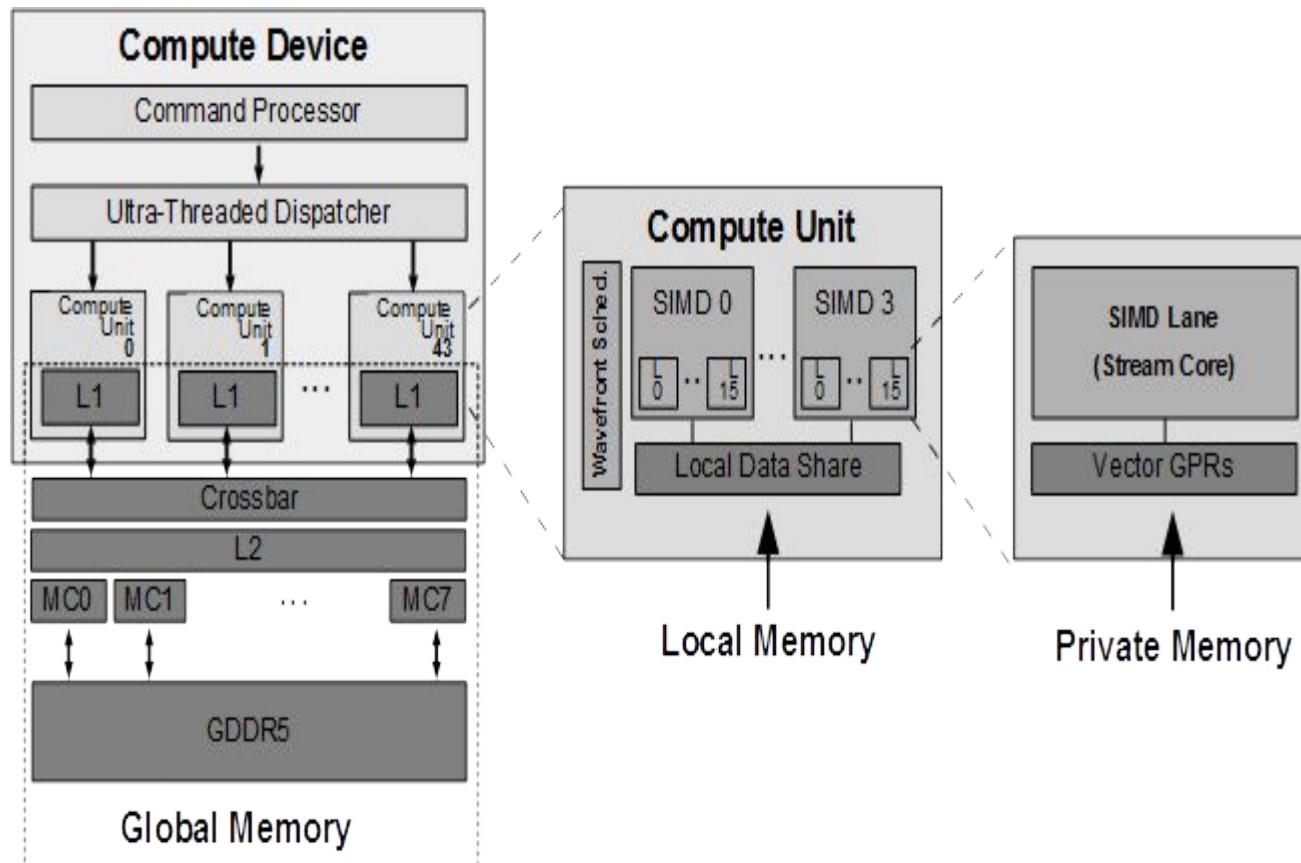 Compute Device
Command Processor
Ultra-Threaded Dispatcher
Compute
Unit
0
Compute
Unit
1
Compute
Unit
43
L1
L1
...
L1
Crossbar
L2
MC0
MC1
...
MC7
GDDR5
Global Memory
Compute Unit
Wavefront Sched.
SIMD 0
...
SIMD 3
L
0
..
L
15
L
0
..
L
15
Local Data Share
Local Memory
SIMD Lane
(Stream Core)
Vector GPRs
Private Memory